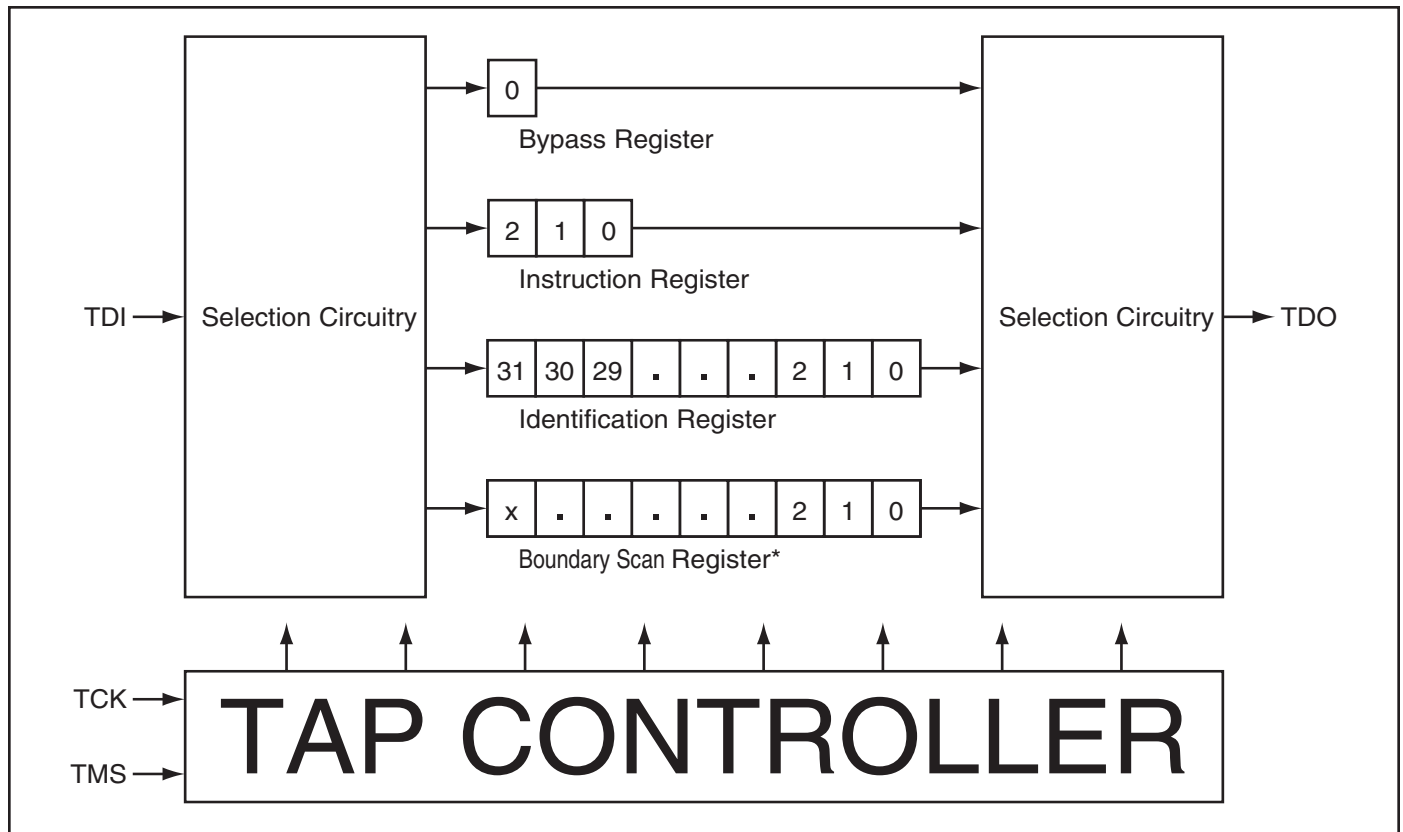 0
Bypass Register
2 1 0
Instruction Register
TDI
Selection Circuitry
Selection Circuitry
TDO
31 30 29 . . . 2 1 0
Identification Register
x . . . . . 2 1 0
Boundary Scan Register*
TCK
TMS
TAP CONTROLLER